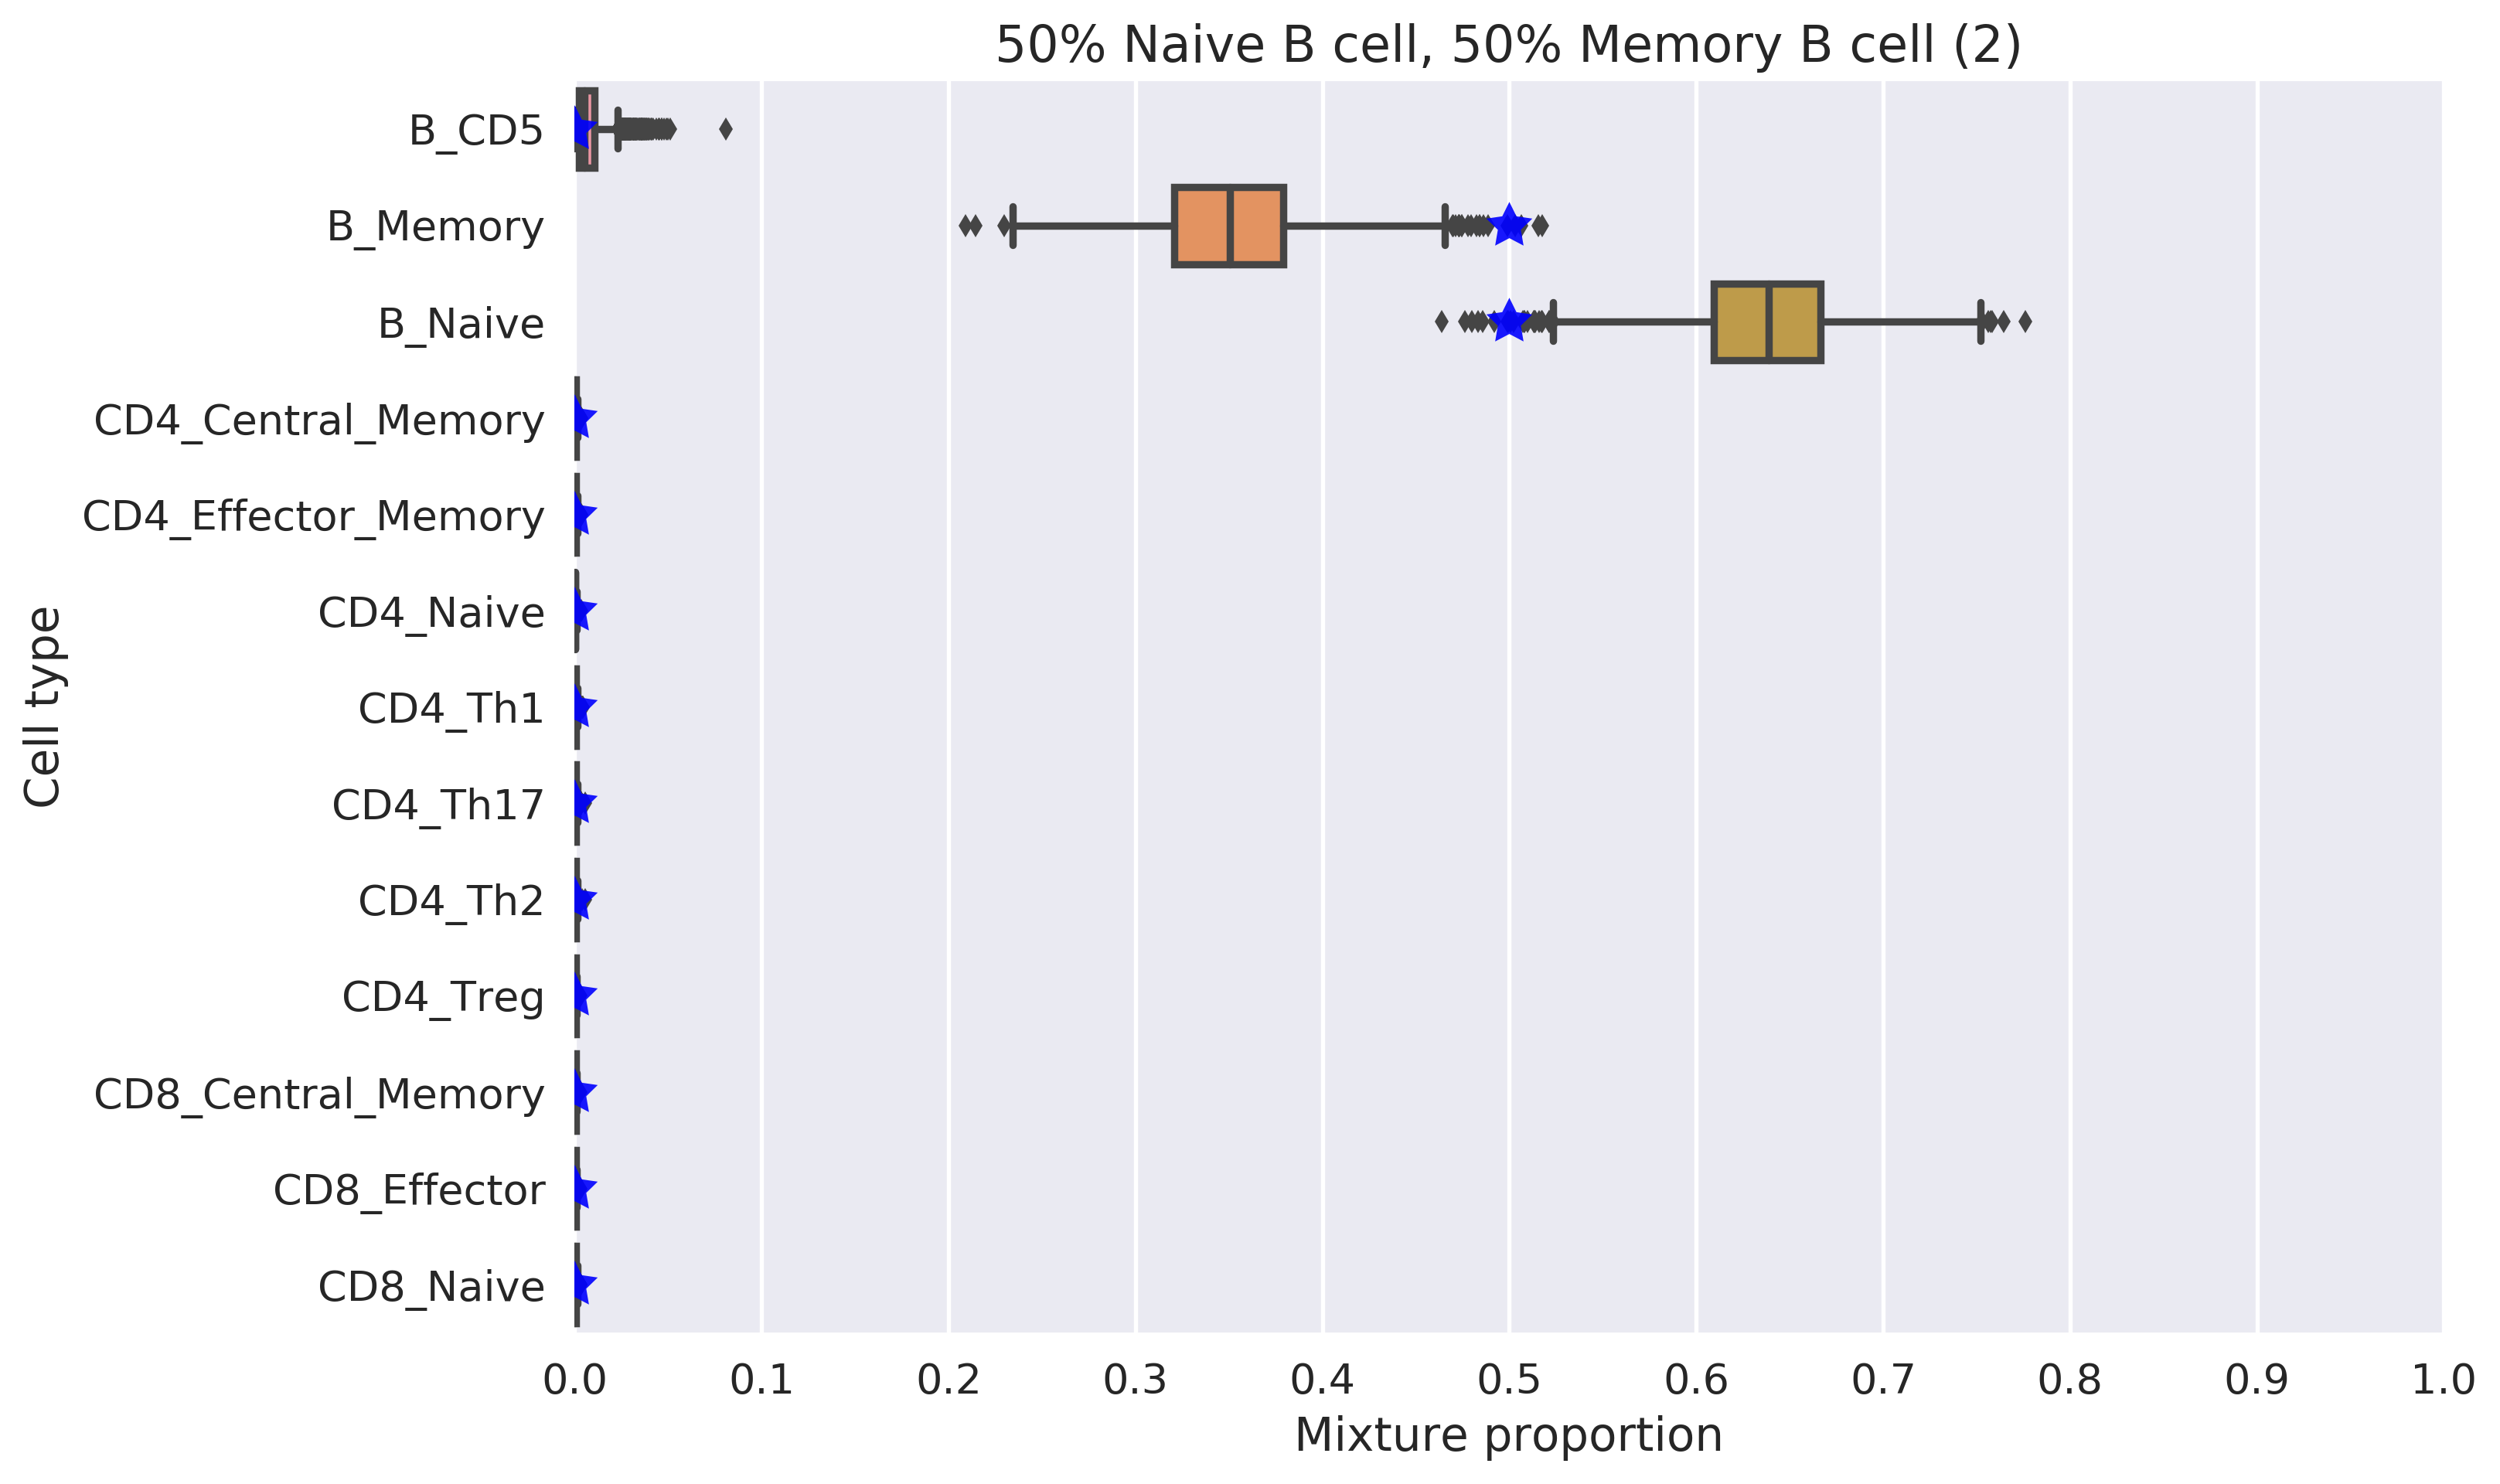 50% Naive B cell, 50% Memory B cell (2)
B_CD5
B_Memory
B_Naive
CD4_Central_Memory
CD4_Effector_Memory
CD4_Naive
CD4_Th1
CD4_Th17
CD4_Th2
CD4_Treg
CD8_Central_Memory
CD8_Effector
CD8_Naive
Cell type
0.0 0.1 0.2 0.3 0.4 0.5 0.6 0.7 0.8 0.9 1.0
Mixture proportion